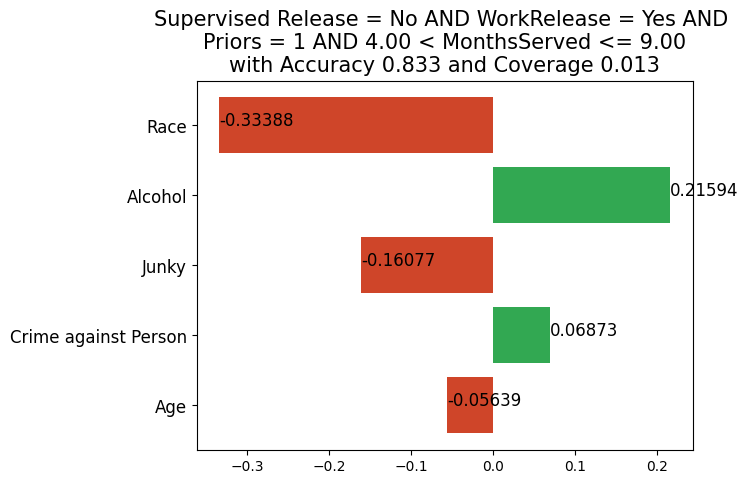 Supervised Release = No AND WorkRelease = Yes AND
Priors = 1 AND 4.00 < MonthsServed <= 9.00
with Accuracy 0.833 and Coverage 0.013
Race
-0.33388
Alcohol
0.21594
Junky
-0.16077
Crime against Person
0.06873
Age
-0.05639
−0.3 −0.2 −0.1 0.0 0.1 0.2